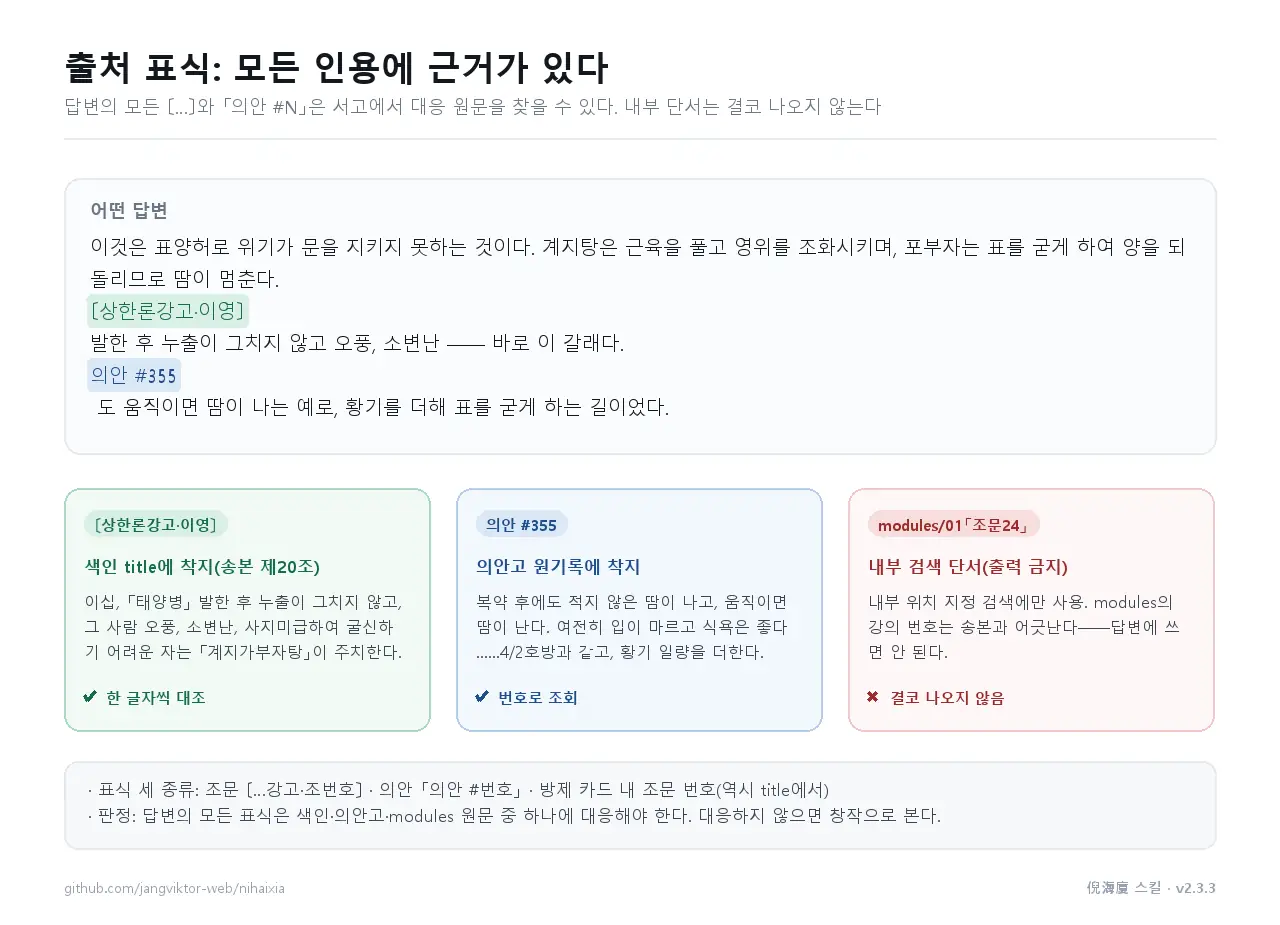 출처 표식: 모든 인용에 근거가 있다
답변의 모든 [...]와 「의안 #N」은 서고에서 대응 원문을 찾을 수 있다. 내부 단서는 결코 나오지 않는다
어떤 답변
이것은 표양허로 위기가 문을 지키지 못하는 것이다. 계지탕은 근육을 풀고 영위를 조화시키며, 포부자는 표를 굳게 하여 양을 되
돌리므로 땀이 멈춘다.
[상한론강고·이영]
발한 후 누출이 그치지 않고 오풍, 소변난 —— 바로 이 갈래다.
의안 #355
도 움직이면 땀이 나는 예로, 황기를 더해 표를 굳게 하는 길이었다.
[상한론강고·이영]
색인 title에 착지(송본 제20조)
이십, 「태양병」 발한 후 누출이 그치지 않고,
그 사람 오풍, 소변난, 사지미급하여 굴신하
기 어려운 자는 「계지가부자탕」이 주치한다.
✔ 한 글자씩 대조
의안 #355
의안고 원기록에 착지
복약 후에도 적지 않은 땀이 나고, 움직이면
땀이 난다. 여전히 입이 마르고 식욕은 좋다
……4/2호방과 같고, 황기 일량을 더한다.
✔ 번호로 조회
modules/01「조문24」
내부 검색 단서(출력 금지)
내부 위치 지정 검색에만 사용. modules의
강의 번호는 송본과 어긋난다——답변에 쓰
면 안 된다.
✖ 결코 나오지 않음
· 표식 세 종류: 조문 [...강고·조번호] · 의안 「의안 #번호」 · 방제 카드 내 조문 번호(역시 title에서)
· 판정: 답변의 모든 표식은 색인·의안고·modules 원문 중 하나에 대응해야 한다. 대응하지 않으면 창작으로 본다.
github.com/jangviktor-web/nihaixia
倪海廈 스킬 · v2.3.3